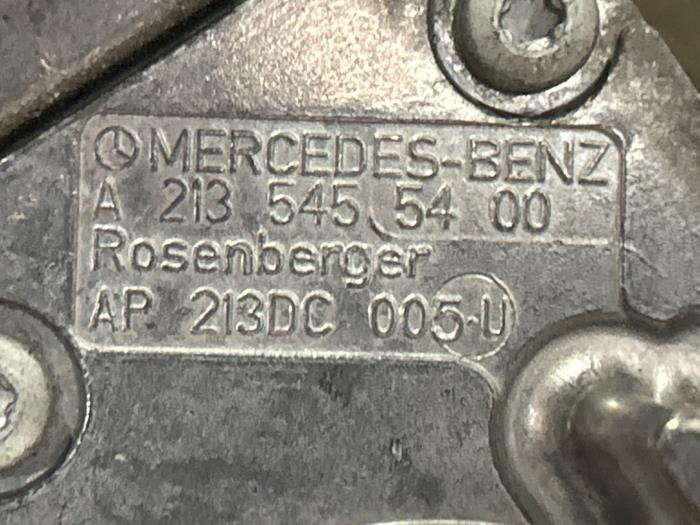 MERCEDES-BENZ
A 213 545 54 00
Rosenberger
AP 213DC 005-U